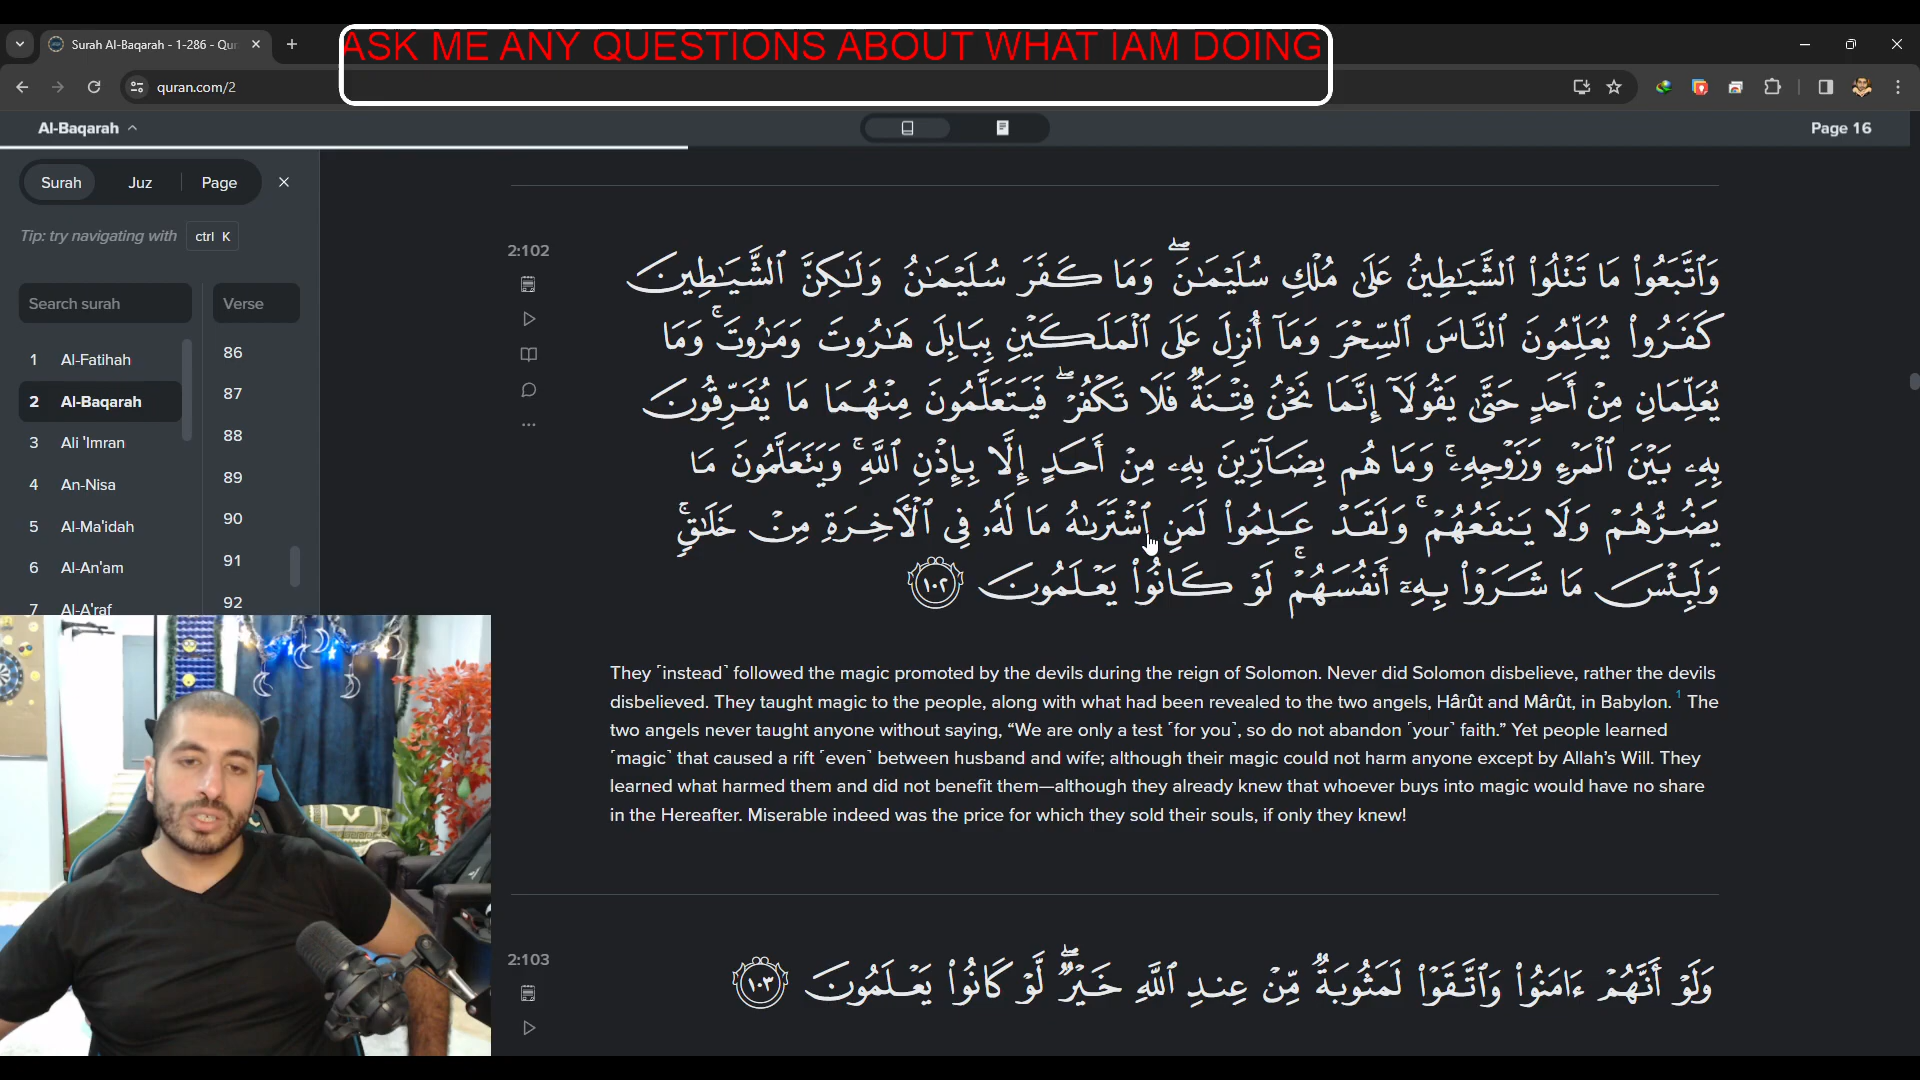 Surah Al-Baqarah - 1-286 - Qur
ASK ME ANY QUESTIONS ABOUT WHAT IAM DOING
quran.com/2
Al-Baqarah
Page 16
Surah
Juz
Page
Tip: try navigating with
ctrl K
Search surah
Verse
1 Al-Fatihah
2 Al-Baqarah
3 Ali 'Imran
4 An-Nisa
5 Al-Ma'idah
6 Al-An'am
7 Al-A'raf
86
87
88
89
90
91
92
2:102
وَٱتَّبَعُوا۟ مَا تَتْلُوا۟ ٱلشَّيَـٰطِينُ عَلَىٰ مُلْكِ سُلَيْمَـٰنَ ۖ وَمَا كَفَرَ سُلَيْمَـٰنُ وَلَـٰكِنَّ ٱلشَّيَـٰطِينَ
كَفَرُوا۟ يُعَلِّمُونَ ٱلنَّاسَ ٱلسِّحْرَ وَمَآ أُنزِلَ عَلَى ٱلْمَلَكَيْنِ بِبَابِلَ هَـٰرُوتَ وَمَـٰرُوتَ ۚ وَمَا
يُعَلِّمَانِ مِنْ أَحَدٍ حَتَّىٰ يَقُولَآ إِنَّمَا نَحْنُ فِتْنَةٌ فَلَا تَكْفُرْ ۖ فَيَتَعَلَّمُونَ مِنْهُمَا مَا يُفَرِّقُونَ
بِهِۦ بَيْنَ ٱلْمَرْءِ وَزَوْجِهِۦ ۚ وَمَا هُم بِضَآرِّينَ بِهِۦ مِنْ أَحَدٍ إِلَّا بِإِذْنِ ٱللَّهِ ۚ وَيَتَعَلَّمُونَ مَا
يَضُرُّهُمْ وَلَا يَنفَعُهُمْ ۚ وَلَقَدْ عَلِمُوا۟ لَمَنِ ٱشْتَرَىٰهُ مَا لَهُۥ فِى ٱلْـَٔاخِرَةِ مِنْ خَلَـٰقٍ ۚ
وَلَبِئْسَ مَا شَرَوْا۟ بِهِۦٓ أَنفُسَهُمْ ۚ لَوْ كَانُوا۟ يَعْلَمُونَ ١٠٢
They ˹instead˺ followed the magic promoted by the devils during the reign of Solomon. Never did Solomon disbelieve, rather the devils
disbelieved. They taught magic to the people, along with what had been revealed to the two angels, Hârût and Mârût, in Babylon. 1 The
two angels never taught anyone without saying, “We are only a test ˹for you˺, so do not abandon ˹your˺ faith.” Yet people learned
˹magic˺ that caused a rift ˹even˺ between husband and wife; although their magic could not harm anyone except by Allah’s Will. They
learned what harmed them and did not benefit them—although they already knew that whoever buys into magic would have no share
in the Hereafter. Miserable indeed was the price for which they sold their souls, if only they knew!
2:103
وَلَوْ أَنَّهُمْ ءَامَنُوا۟ وَٱتَّقَوْا۟ لَمَثُوبَةٌ مِّنْ عِندِ ٱللَّهِ خَيْرٌ ۖ لَّوْ كَانُوا۟ يَعْلَمُونَ ١٠٣